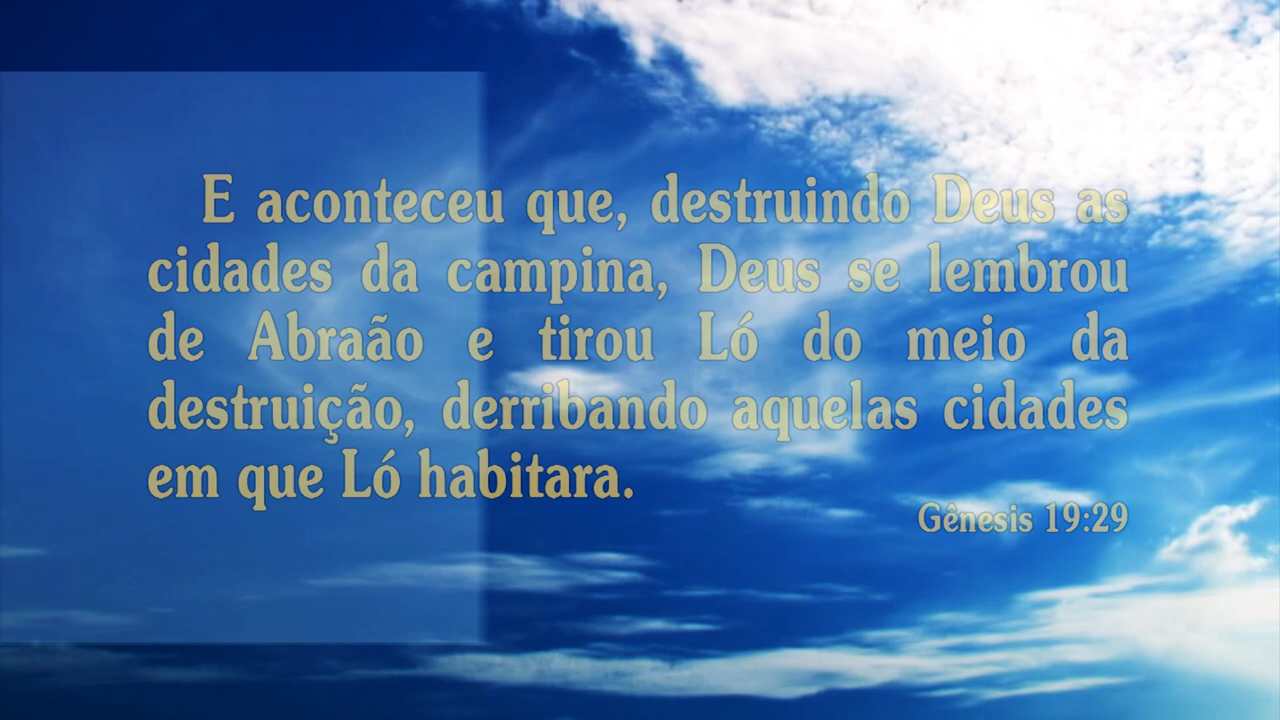 E aconteceu que, destruindo Deus as
cidades da campina, Deus se lembrou
de Abraão e tirou Ló do meio da
destruição, derribando aquelas cidades
em que Ló habitara.
Gênesis 19:29